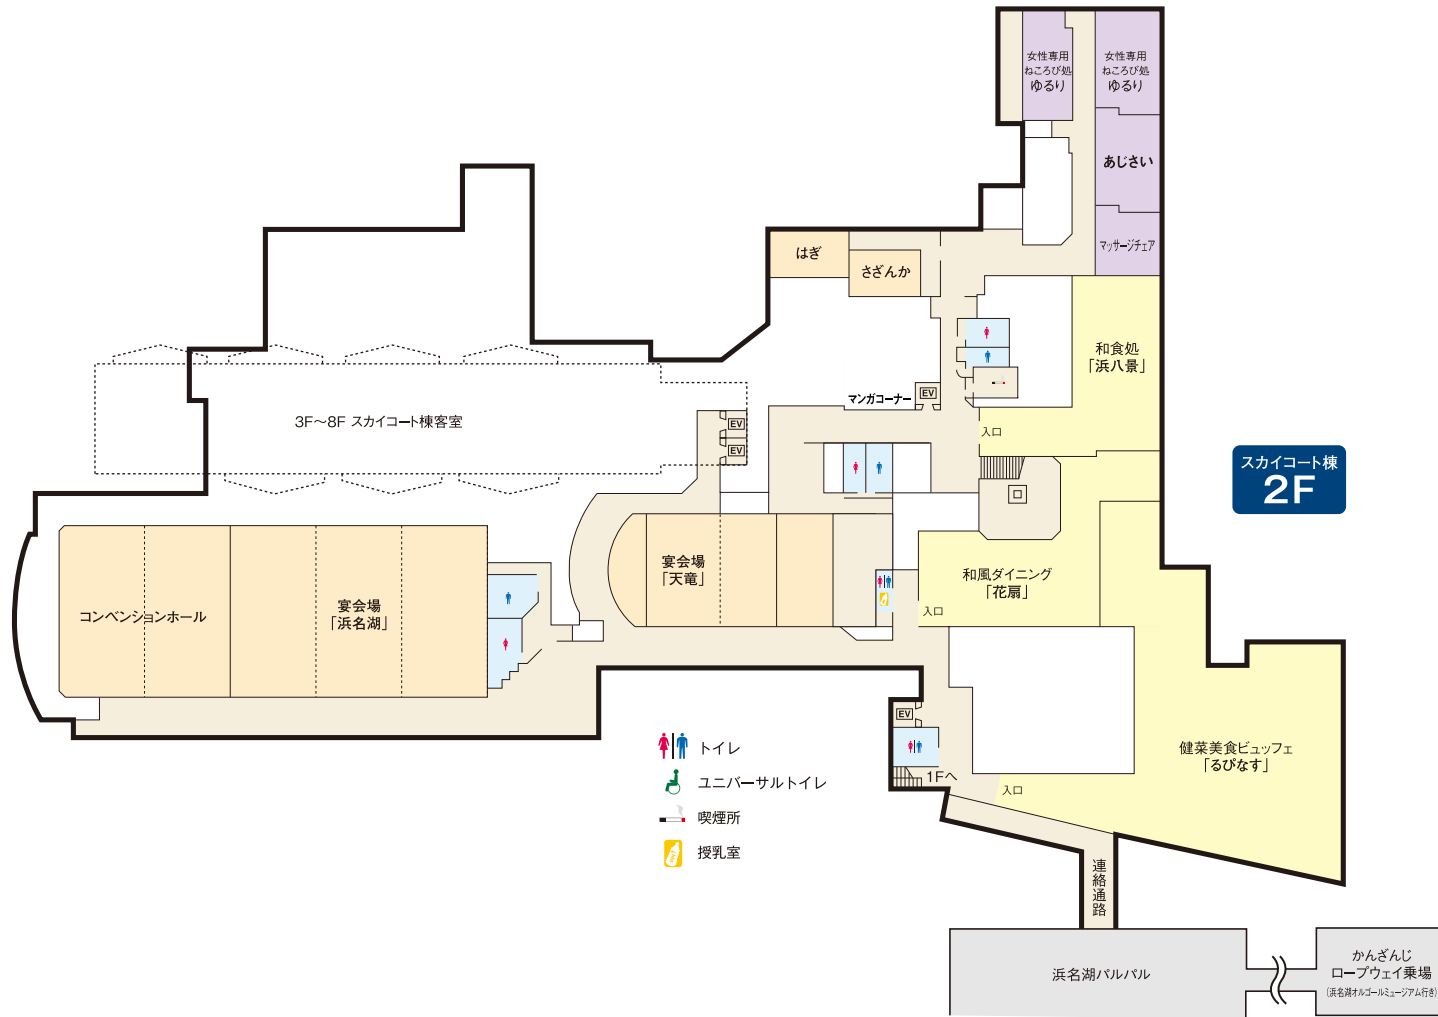 女性専用
ねころび処
ゆるり
女性専用
ねころび処
ゆるり
あじさい
マッサージチェア
はぎ
さざんか
和食処
「浜八景」
マンガコーナー
EV
入口
3F〜8F スカイコート棟客室
EV
EV
スカイコート棟
2F
宴会場
「天竜」
和風ダイニング
「花扇」
入口
コンベンションホール
宴会場
「浜名湖」
EV
1Fへ
入口
健菜美食ビュッフェ
「るぴなす」
トイレ
ユニバーサルトイレ
喫煙所
授乳室
連絡通路
浜名湖パルパル
かんざんじ
ロープウェイ乗場
(浜名湖オルゴールミュージアム行き)